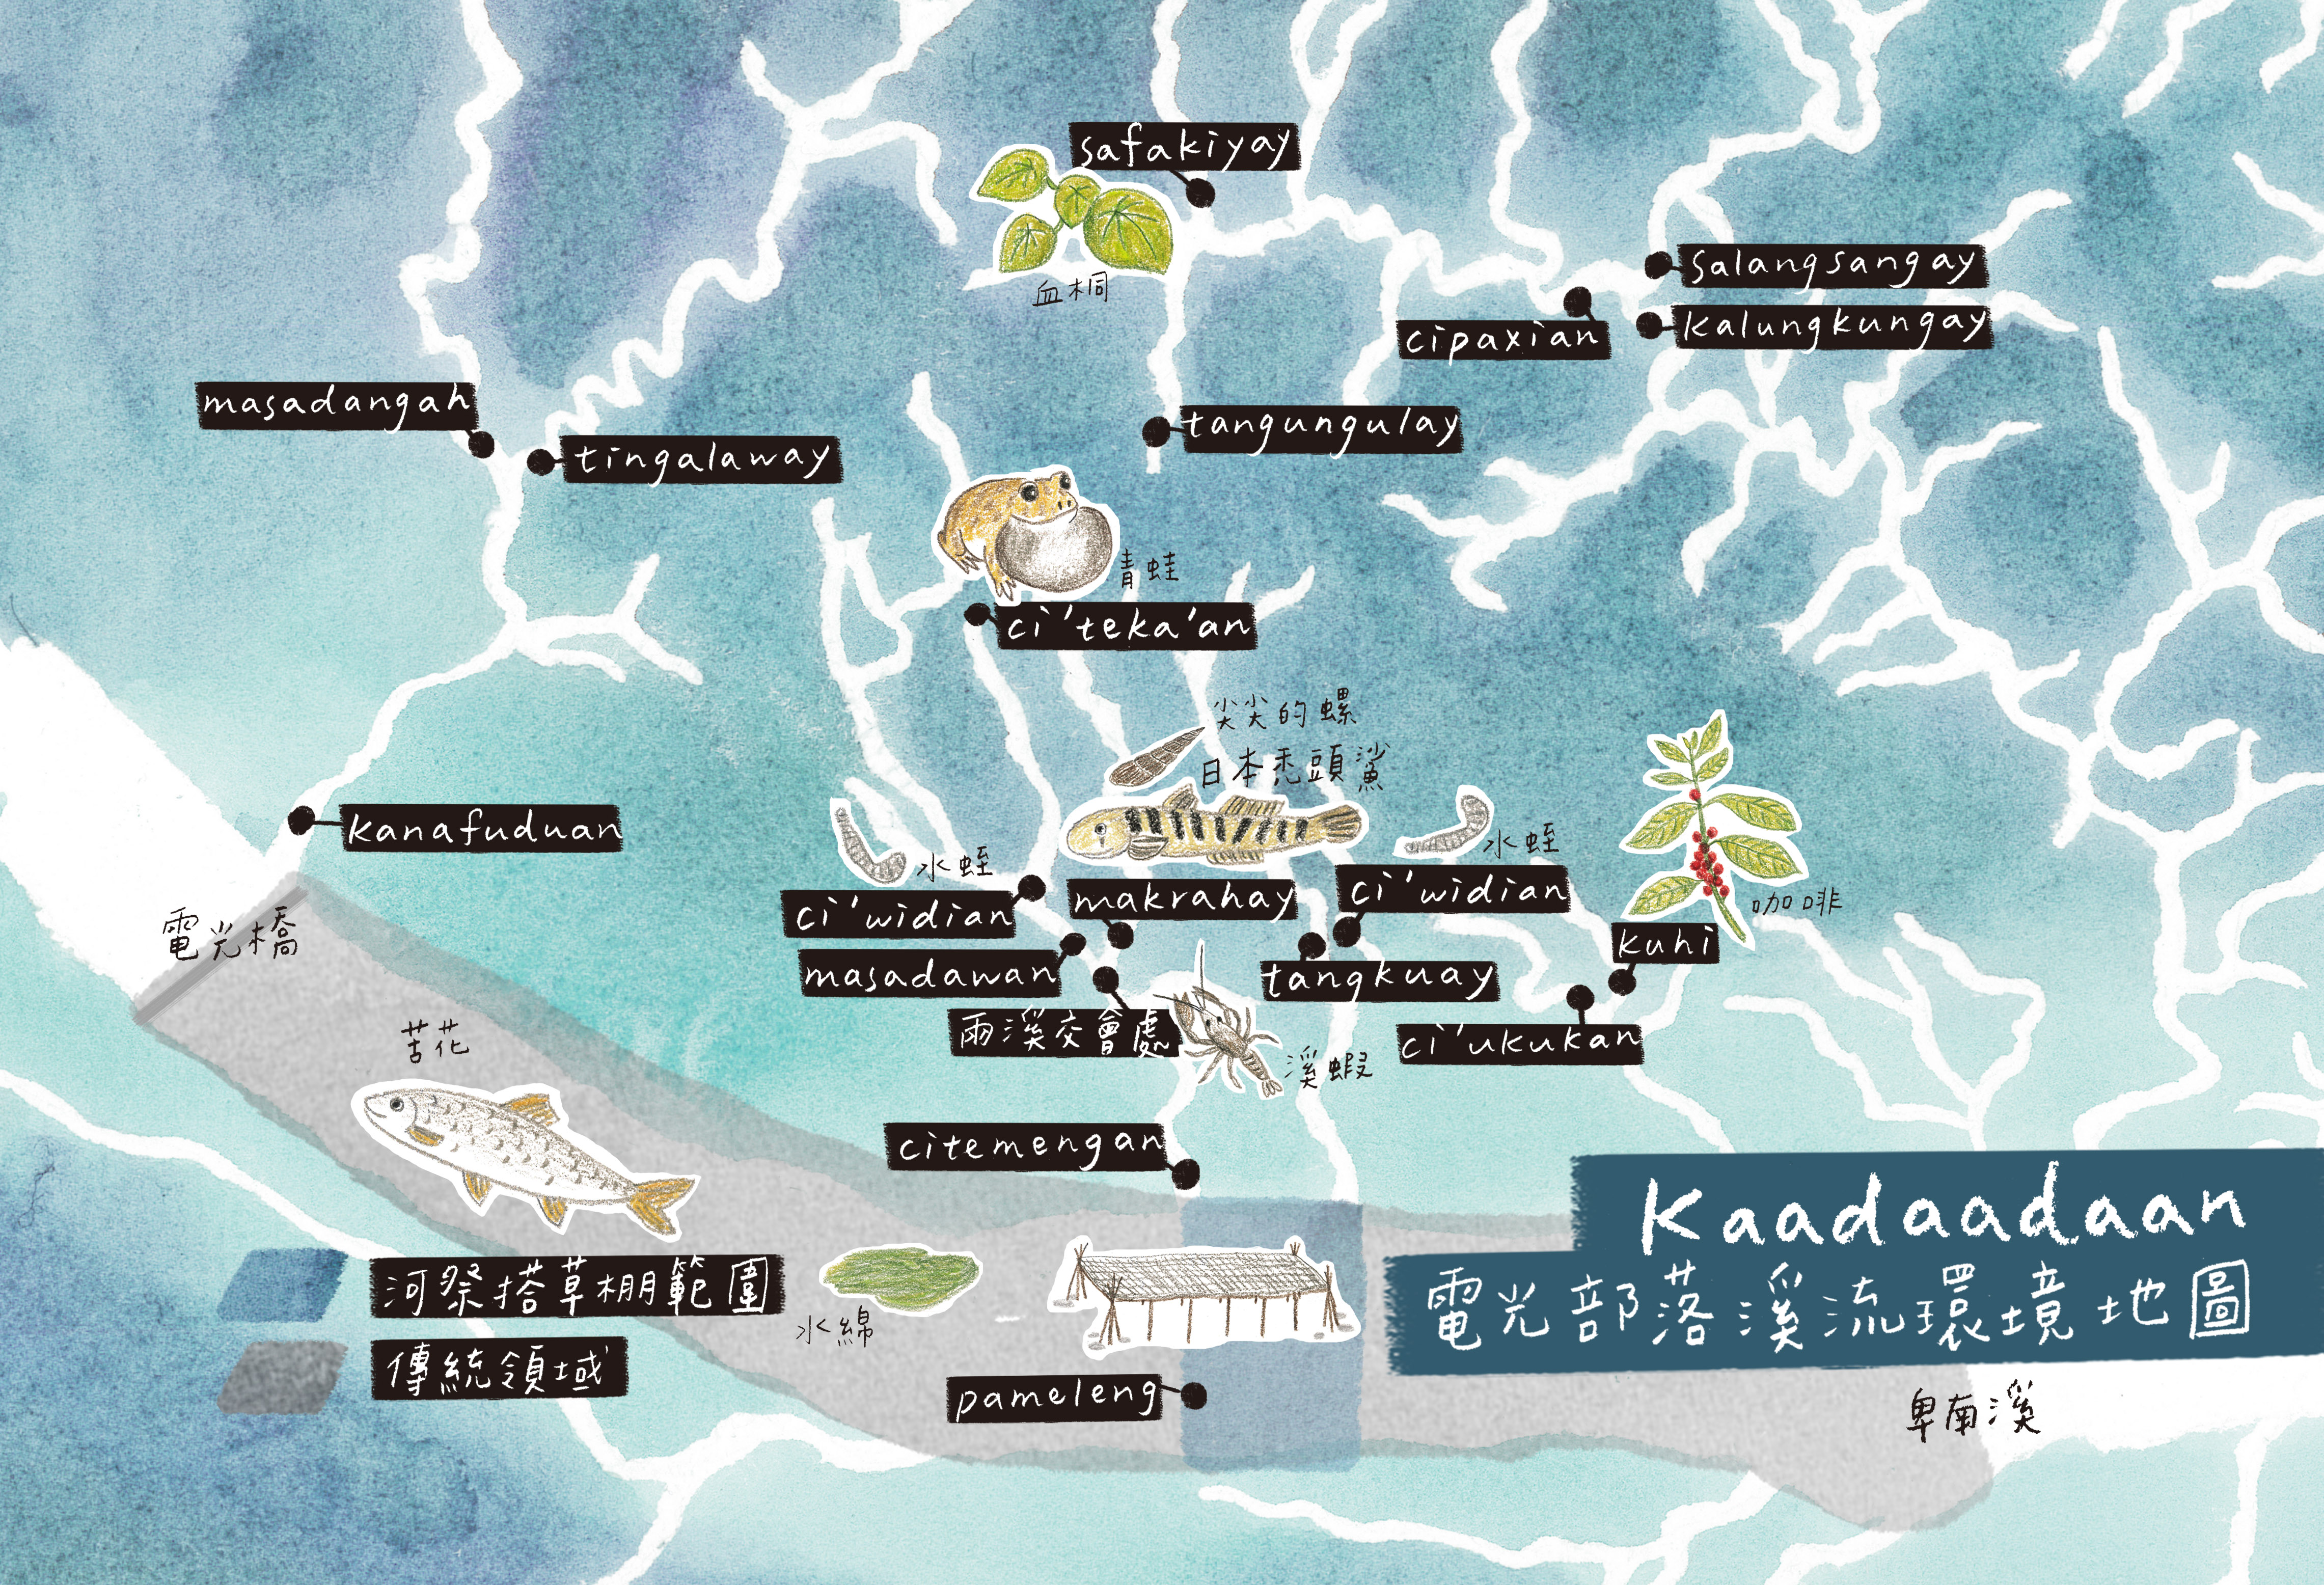 safakiyay
血桐
salangsangay
cipaxian
kalungkungay
masadangah
tingalaway
tangungulay
青蛙
ci'teka'an
尖尖的螺
日本禿頭鯊
kanafuduan
水蛭
水蛭
咖啡
ci'widian
makrahay
ci'widian
kuhi
電光橋
masadawan
tangkuay
兩溪交會處
ci'ukukan
溪蝦
苦花
citemengan
Kaadaadaan
電光部落溪流環境地圖
河祭搭草棚範圍
水綿
傳統領域
pameleng
卑南溪